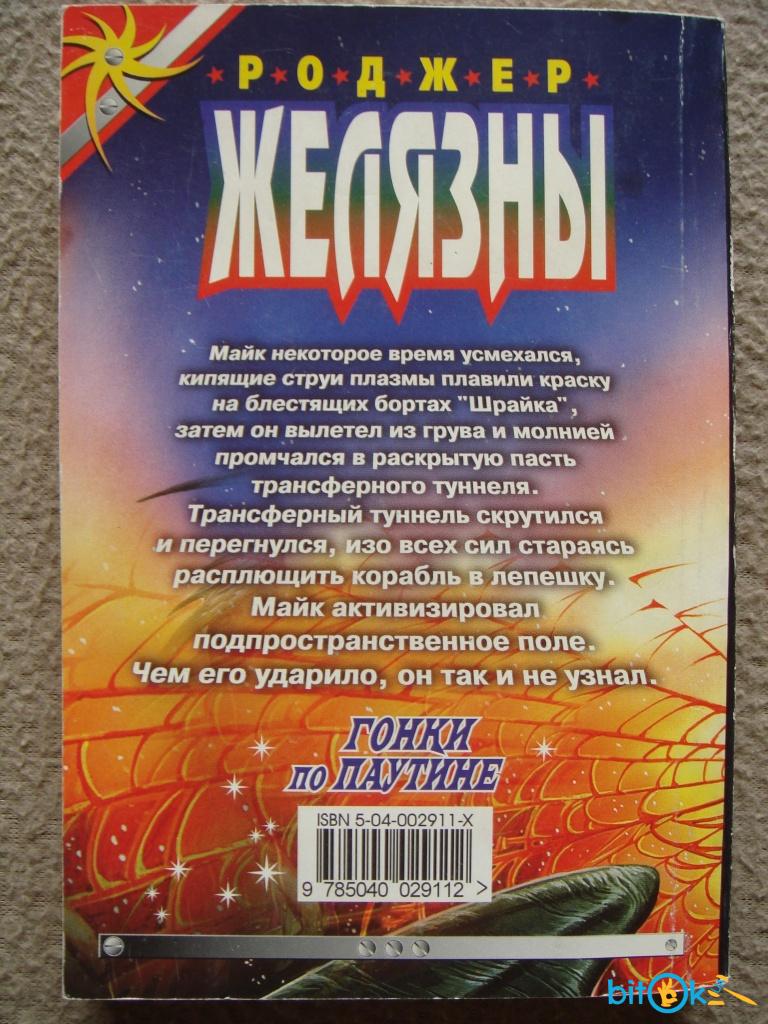 РОДЖЕР
ЖЕЛЯЗНЫ
Майк некоторое время усмехался,
кипящие струи плазмы плавили краску
на блестящих бортах "Шрайка",
затем он вылетел из грува и молнией
промчался в раскрытую пасть
трансферного туннеля.
Трансферный туннель скрутился
и перегнулся, изо всех сил стараясь
расплющить корабль в лепешку.
Майк активизировал
подпространственное поле.
Чем его ударило, он так и не узнал.
ГОНКИ
по ПАУТИНЕ
ISBN 5-04-002911-X
9 785040 029112 >
bitOk